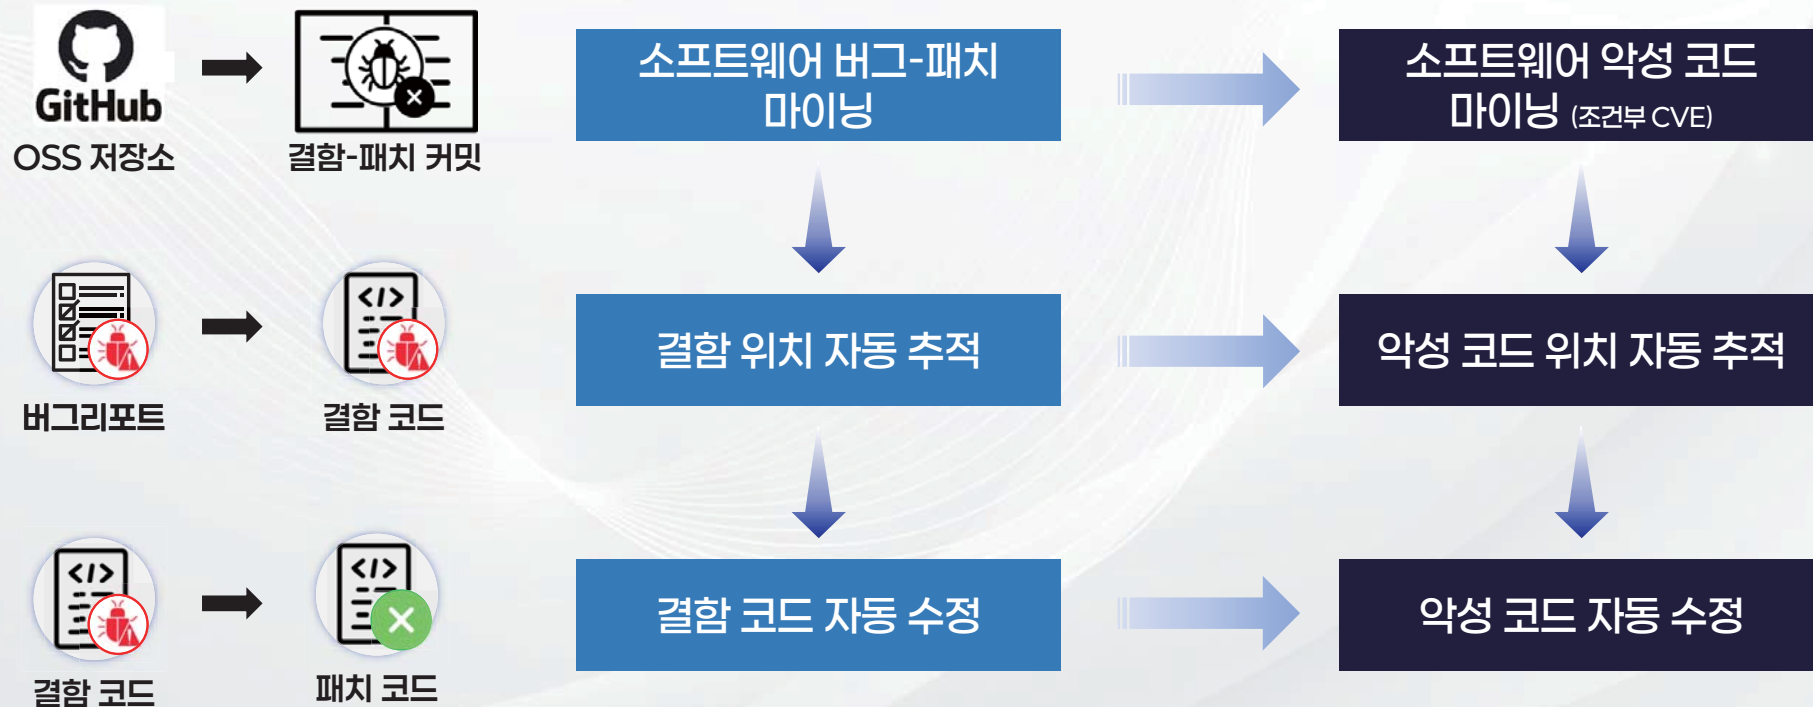 GitHub
OSS 저장소
결함-패치 커밋
소프트웨어 버그-패치
마이닝
소프트웨어 악성 코드
마이닝 (조건부 CVE)
</>
버그리포트
결함 코드
결함 위치 자동 추적
악성 코드 위치 자동 추적
</>
</>
결함 코드
패치 코드
결함 코드 자동 수정
악성 코드 자동 수정